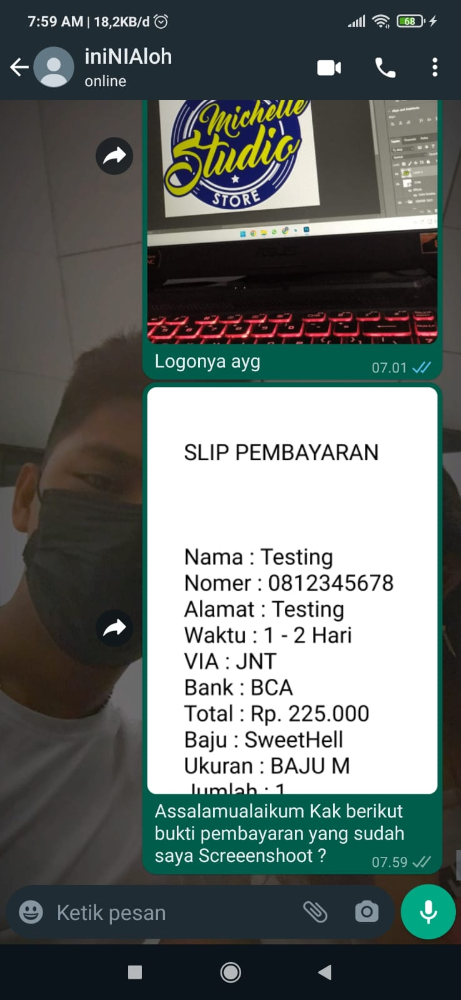 7:59 AM | 18,2KB/d
68
iniNIAloh
online
Michelle
Studio
STORE
Logonya ayg
07.01
SLIP PEMBAYARAN
Nama : Testing
Nomer : 0812345678
Alamat : Testing
Waktu : 1 - 2 Hari
VIA : JNT
Bank : BCA
Total : Rp. 225.000
Baju : SweetHell
Ukuran : BAJU M
Jumlah : 1
Assalamualaikum Kak berikut
bukti pembayaran yang sudah
saya Screeenshoot ?
07.59
Ketik pesan